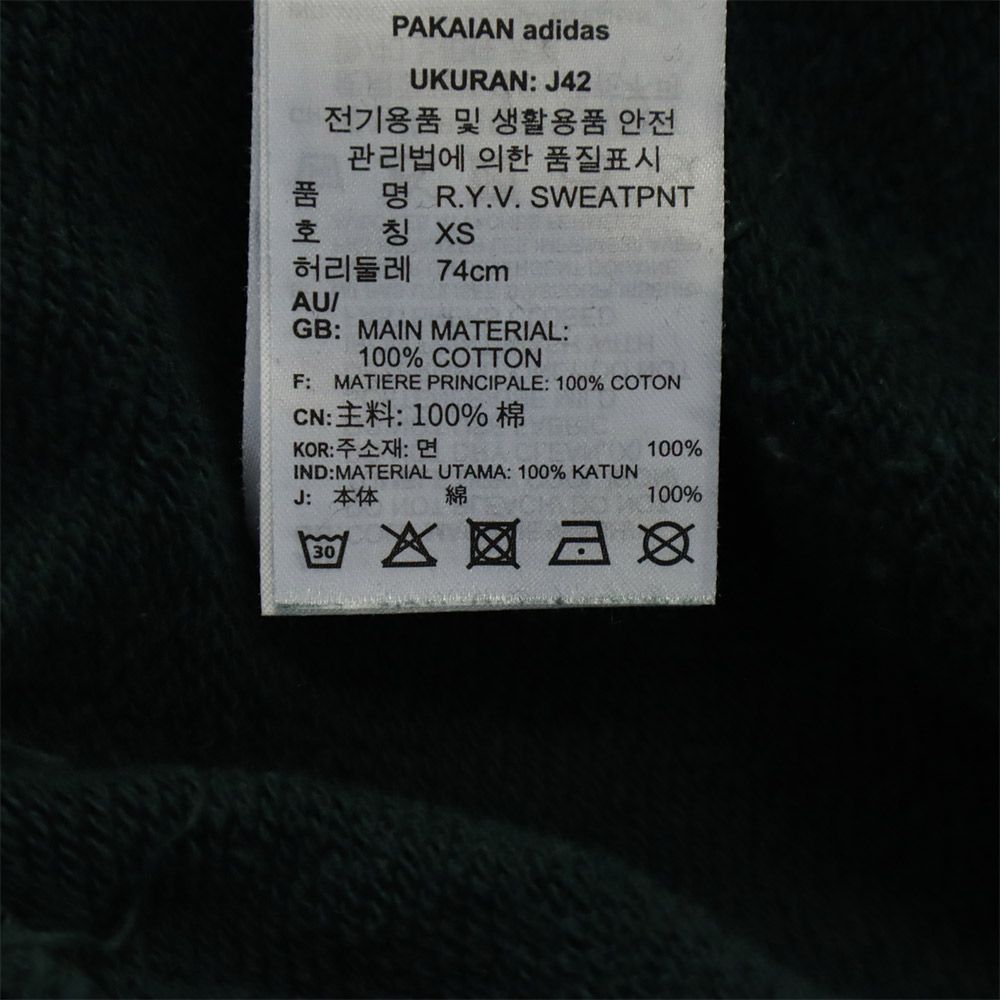 PAKAIAN adidas
UKURAN: J42
전기용품 및 생활용품 안전
관리법에 의한 품질표시
품 명 R.Y.V. SWEATPNT
호 칭 XS
허리둘레 74cm
AU/
GB: MAIN MATERIAL:
100% COTTON
F: MATIERE PRINCIPALE: 100% COTON
CN: 主料: 100% 棉
KOR: 주소재: 면 100%
IND: MATERIAL UTAMA: 100% KATUN
J: 本体 綿 100%
30